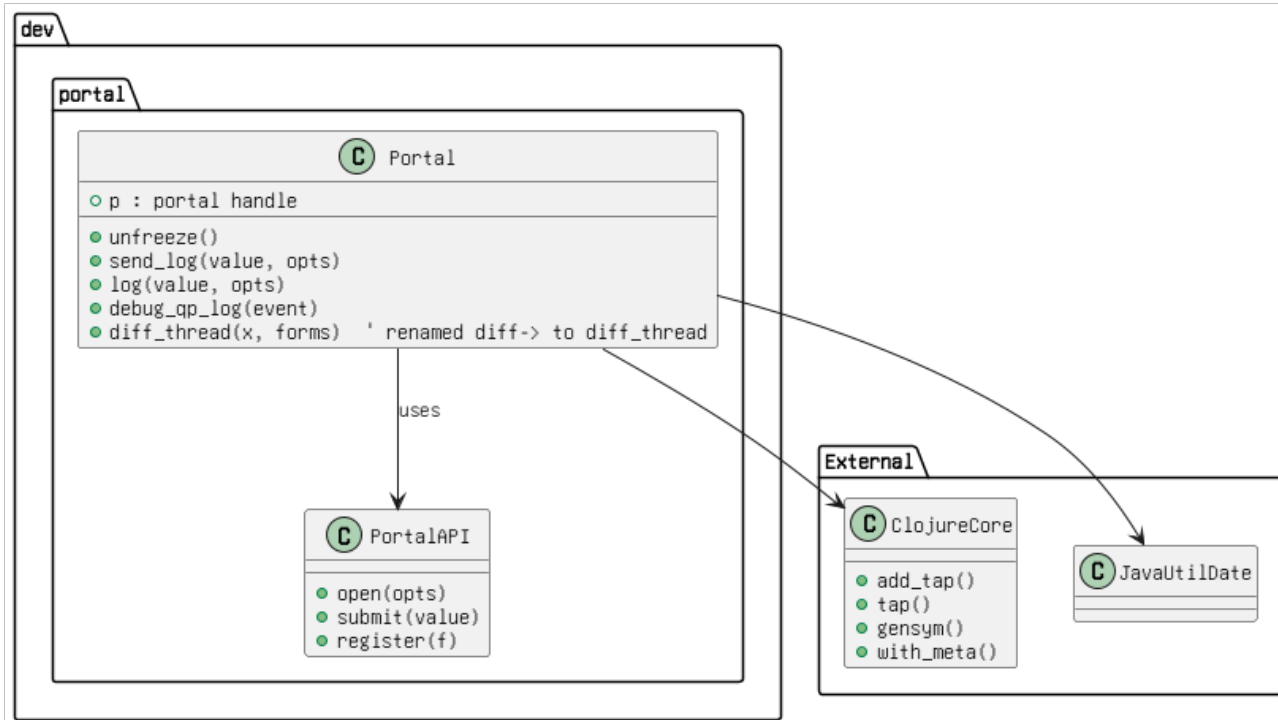 dev
portal
C Portal
p : portal handle
unfreeze()
send_log(value, opts)
log(value, opts)
debug_qp_log(event)
diff_thread(x, forms)  ' renamed diff-> to diff_thread
uses
External
C PortalAPI
open(opts)
submit(value)
register(f)
C ClojureCore
add_tap()
tap()
gensym()
with_meta()
C JavaUtilDate